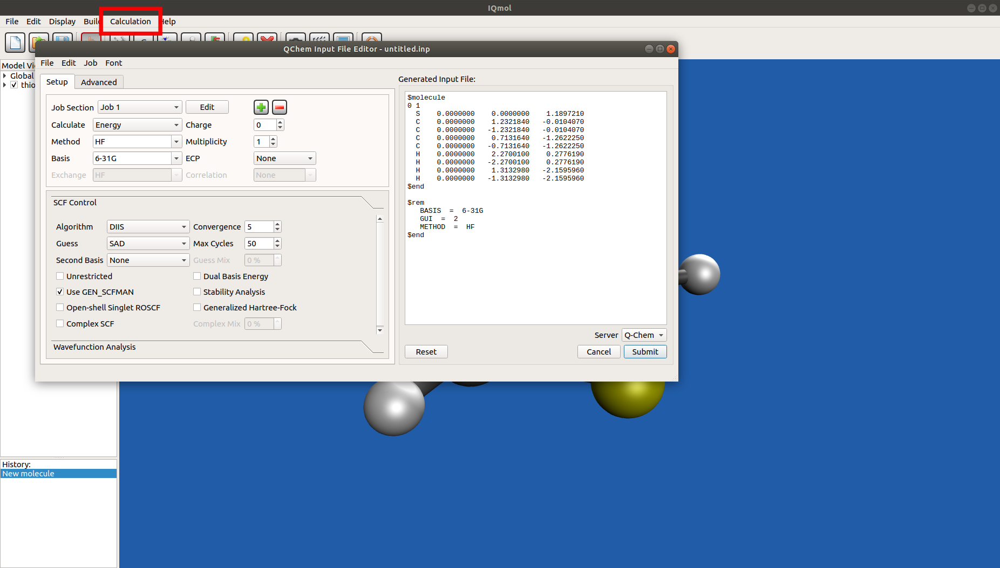 IQmol
File Edit Display Build Calculation Help
QChem Input File Editor - untitled.inp
File Edit Job Font
Model
Global
Setup Advanced
Job Section Job 1 Edit
Calculate Energy Charge 0
Method HF Multiplicity 1
Basis 6-31G ECP None
Exchange HF Correlation None
SCF Control
Algorithm DIIS Convergence 5
Guess SAD Max Cycles 50
Second Basis None Guess Mix 0 %
Unrestricted Dual Basis Energy
Use GEN_SCFMAN Stability Analysis
Open-shell Singlet ROSCF Generalized Hartree-Fock
Complex SCF Complex Mix 0 %
Wavefunction Analysis
Generated Input File:
$molecule
0 1
S 0.0000000 0.0000000 1.1897210
C 0.0000000 1.2321840 -0.0104070
C 0.0000000 -1.2321840 -0.0104070
C 0.0000000 0.7131640 -1.2622250
C 0.0000000 -0.7131640 -1.2622250
H 0.0000000 2.2700100 0.2776190
H 0.0000000 -2.2700100 0.2776190
H 0.0000000 1.3132980 -2.1595960
H 0.0000000 -1.3132980 -2.1595960
$end
$rem
BASIS = 6-31G
GUI = 2
METHOD = HF
$end
Server Q-Chem
Reset Cancel Submit
History:
New molecule